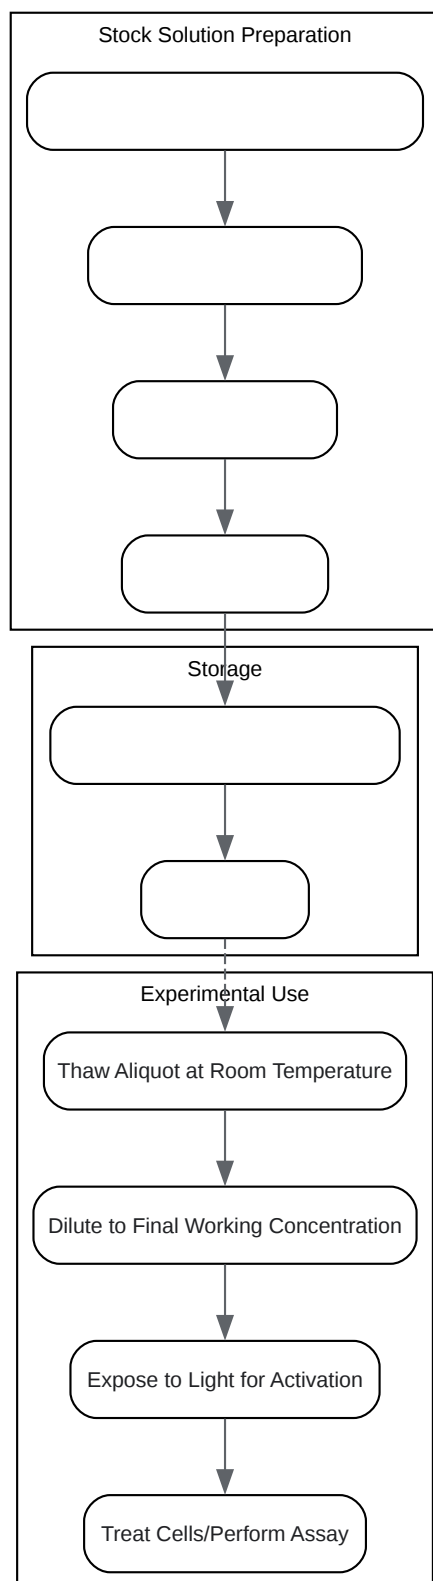 Stock Solution Preparation
Storage
Experimental Use
Thaw Aliquot at Room Temperature
Dilute to Final Working Concentration
Expose to Light for Activation
Treat Cells/Perform Assay